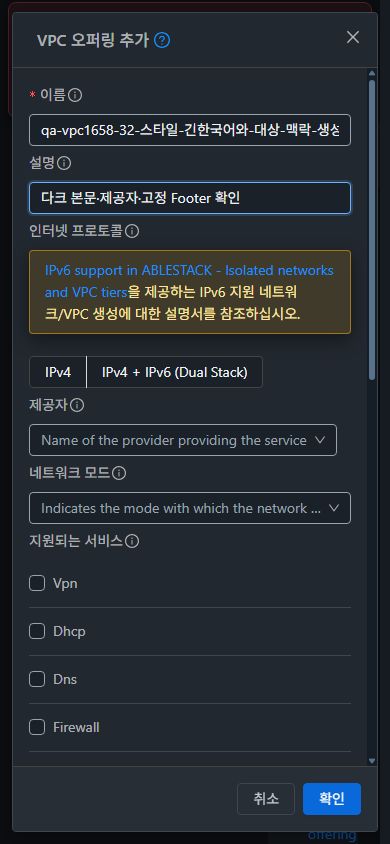 VPC 오퍼링 추가
* 이름
qa-vpc1658-32-스타일-긴한국어와-대상-맥락-생성
설명
다크 본문·제공자·고정 Footer 확인
인터넷 프로토콜
IPv6 support in ABLESTACK - Isolated networks
and VPC tiers을 제공하는 IPv6 지원 네트워
크/VPC 생성에 대한 설명서를 참조하십시오.
IPv4
IPv4 + IPv6 (Dual Stack)
제공자
Name of the provider providing the service
네트워크 모드
Indicates the mode with which the network ...
지원되는 서비스
Vpn
Dhcp
Dns
Firewall
취소
확인
offering